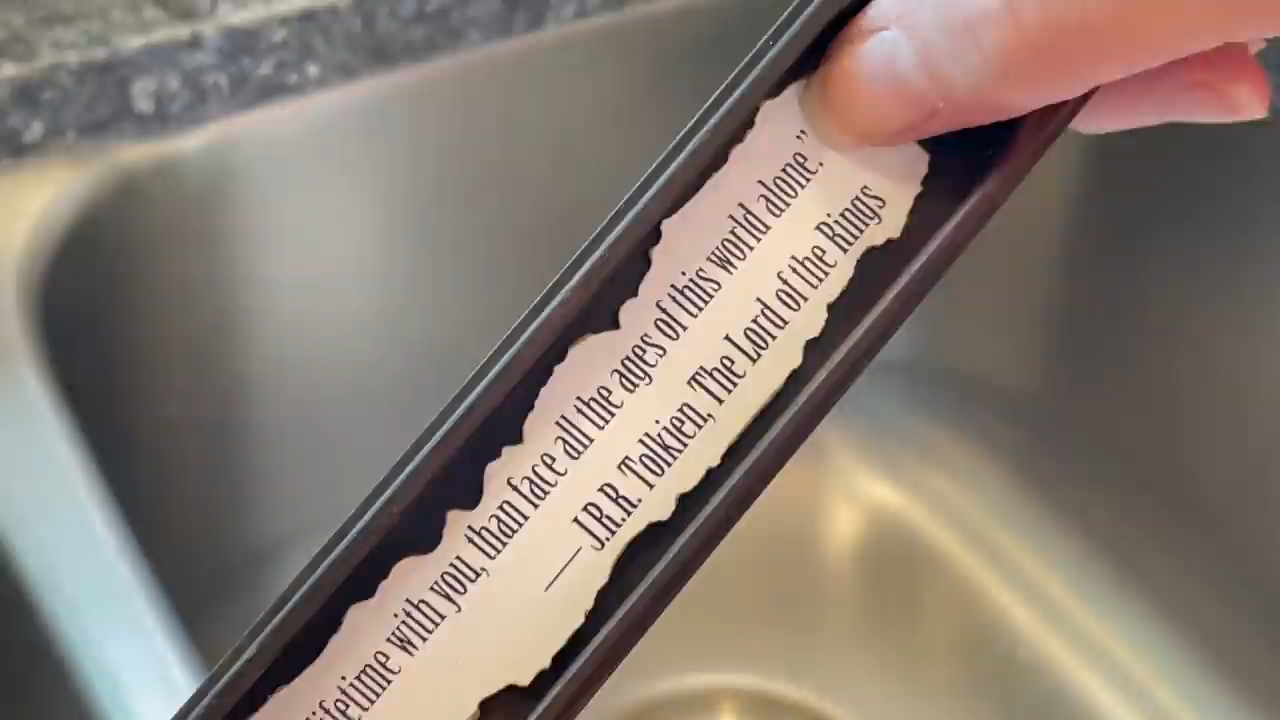 lifetime with you, than face all the ages of this world alone.”
— J.R.R. Tolkien, The Lord of the Rings